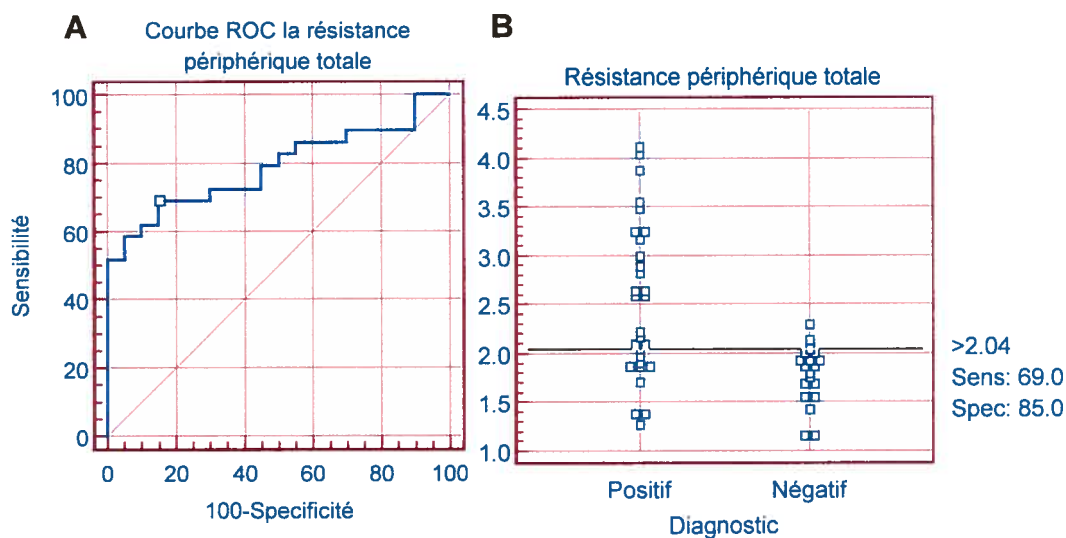 A
Courbe ROC la résistance
périphérique totale
100
80
60
40
20
0
Sensibilité
0 20 40 60 80 100
100-Specificité
B
Résistance périphérique totale
4.5
4.0
3.5
3.0
2.5
2.0
1.5
1.0
Positif Négatif
Diagnostic
>2.04
Sens: 69.0
Spec: 85.0